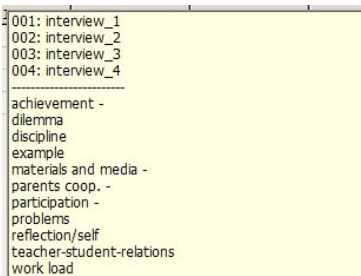 001: interview_1
002: interview_2
003: interview_3
004: interview_4
-------------------------
achievement -
dilemma
discipline
example
materials and media -
parents coop. -
participation -
problems
reflection/self
teacher-student-relations
work load